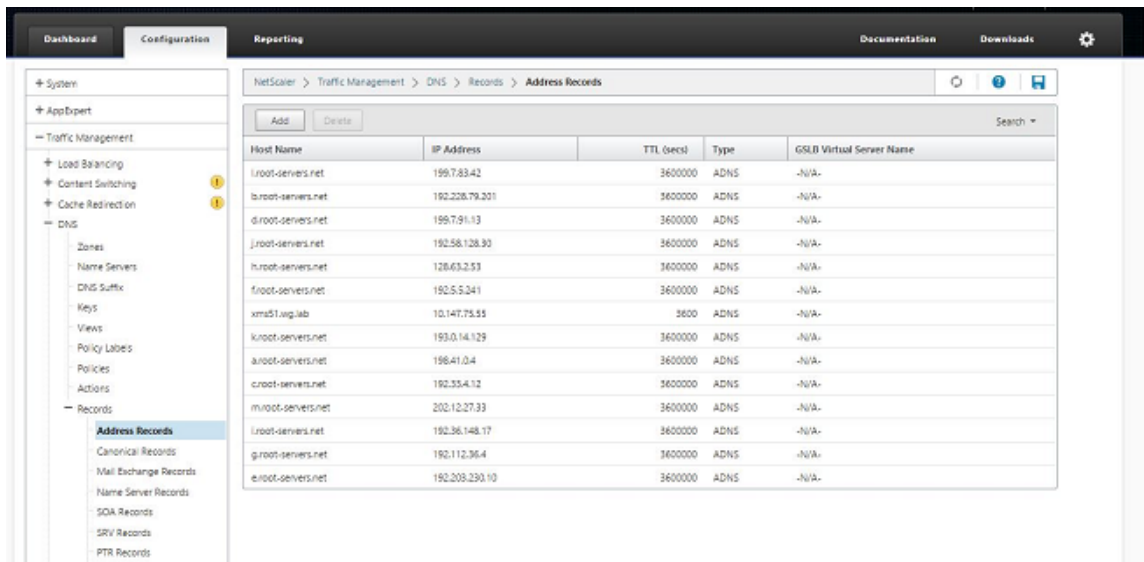 Dashboard
Configuration
Reporting
Documentation
Downloads
System
AppExpert
Traffic Management
Load Balancing
Content Switching
Cache Redirection
DNS
Zones
Name Servers
DNS Suffix
Keys
Views
Policy Labels
Policies
Actions
Records
Address Records
Canonical Records
Mail Exchange Records
Name Server Records
SOA Records
SRV Records
PTR Records
NetScaler > Traffic Management > DNS > Records > Address Records
Add Delete Search
Host Name IP Address TTL (secs) Type GSLB Virtual Server Name
l.root-servers.net 199.7.83.42 3600000 ADNS -N/A-
b.root-servers.net 192.228.79.201 3600000 ADNS -N/A-
d.root-servers.net 199.7.91.13 3600000 ADNS -N/A-
j.root-servers.net 192.58.128.30 3600000 ADNS -N/A-
h.root-servers.net 128.63.2.53 3600000 ADNS -N/A-
f.root-servers.net 192.5.5.241 3600000 ADNS -N/A-
xms51.wg.lab 10.147.75.55 3600 ADNS -N/A-
k.root-servers.net 193.0.14.129 3600000 ADNS -N/A-
a.root-servers.net 198.41.0.4 3600000 ADNS -N/A-
c.root-servers.net 192.33.4.12 3600000 ADNS -N/A-
m.root-servers.net 202.12.27.33 3600000 ADNS -N/A-
i.root-servers.net 192.36.148.17 3600000 ADNS -N/A-
g.root-servers.net 192.112.36.4 3600000 ADNS -N/A-
e.root-servers.net 192.203.230.10 3600000 ADNS -N/A-